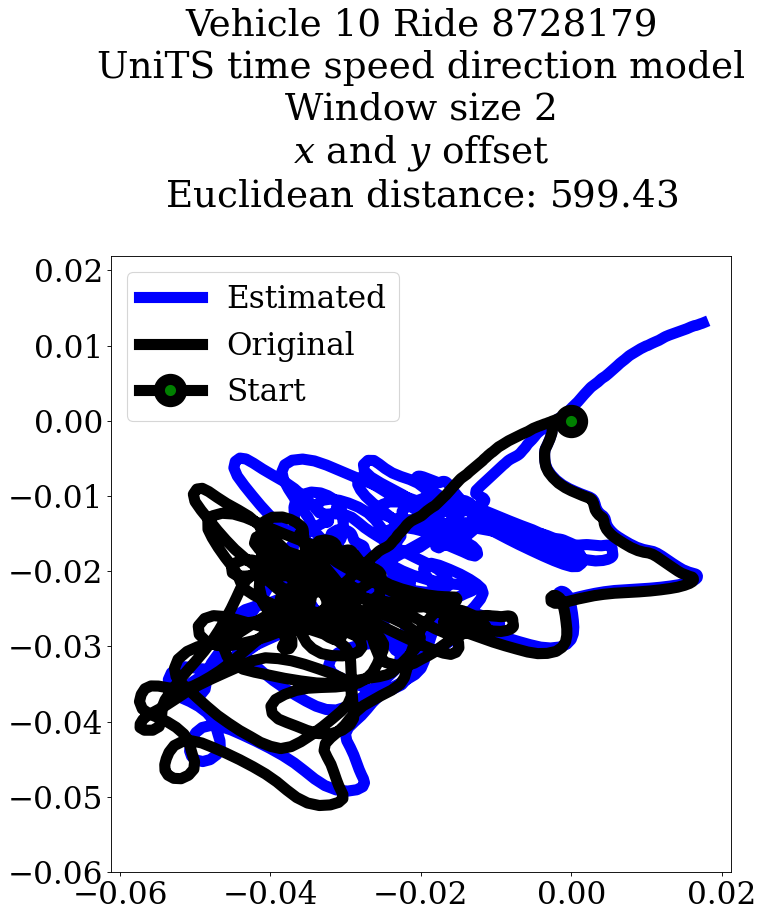 Vehicle 10 Ride 8728179
UniTS time speed direction model
Window size 2
x and y offset
Euclidean distance: 599.43
Estimated
Original
Start
0.02
0.01
0.00
−0.01
−0.02
−0.03
−0.04
−0.05
−0.06
−0.06 −0.04 −0.02 0.00 0.02